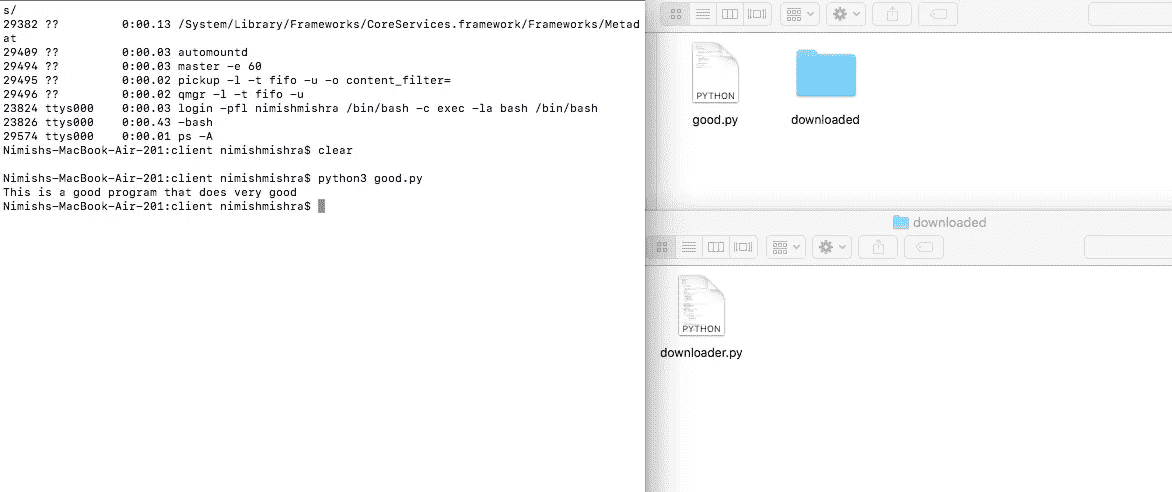 s/
29382 ??         0:00.13 /System/Library/Frameworks/CoreServices.framework/Frameworks/Metad
at
29409 ??         0:00.03 automountd
29494 ??         0:00.03 master -e 60
29495 ??         0:00.02 pickup -l -t fifo -u -o content_filter=
29496 ??         0:00.02 qmgr -l -t fifo -u
23824 ttys000    0:00.03 login -pfl nimishmishra /bin/bash -c exec -la bash /bin/bash
23826 ttys000    0:00.43 -bash
29574 ttys000    0:00.01 ps -A
Nimishs-MacBook-Air-201:client nimishmishra$ clear
Nimishs-MacBook-Air-201:client nimishmishra$ python3 good.py
This is a good program that does very good
Nimishs-MacBook-Air-201:client nimishmishra$
PYTHON
good.py
downloaded
downloaded
PYTHON
downloader.py